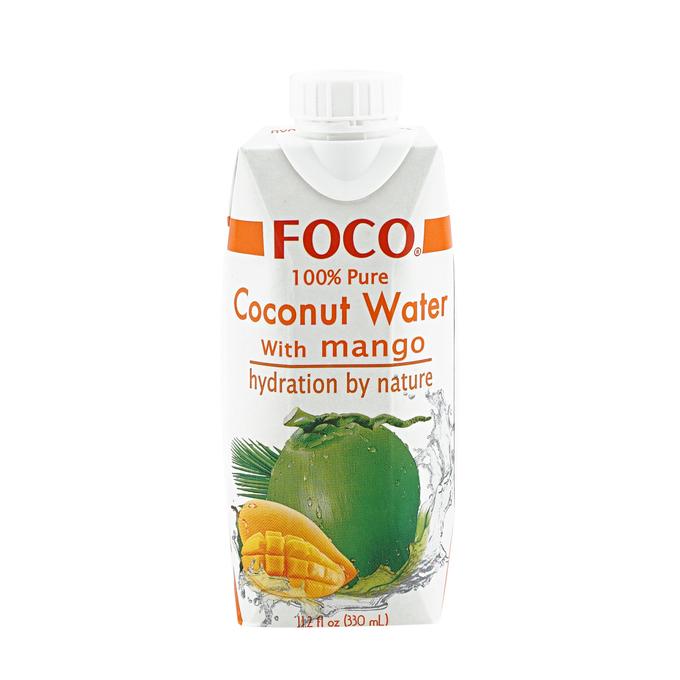 FOCO®
100% Pure
Coconut Water
With mango
hydration by nature
11.2 fl oz (330 mL)